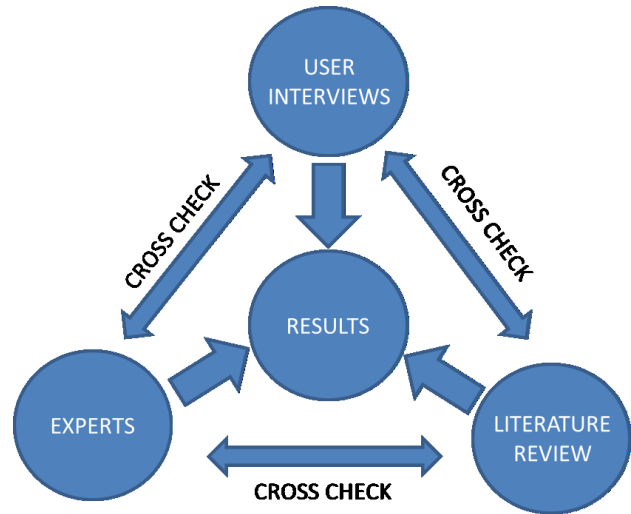 USER
INTERVIEWS
CROSS CHECK
CROSS CHECK
RESULTS
EXPERTS
LITERATURE
REVIEW
CROSS CHECK